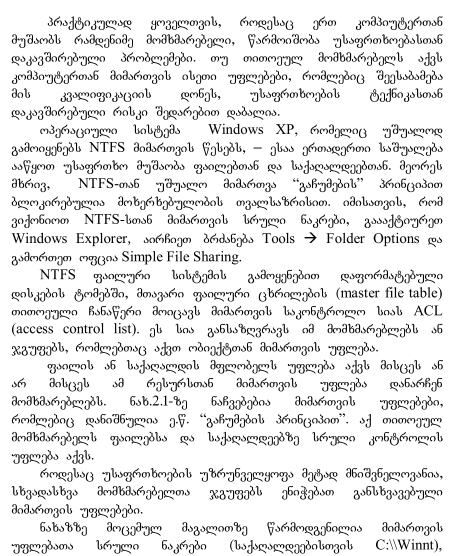 პრაქტიკულად ყოველთვის, როდესაც ერთ კომპიუტერთან
მუშაობს რამდენიმე მომხმარებელი, წარმოიშობა უსაფრთხოებასთან
დაკავშირებული პრობლემები. თუ თითოეულ მომხმარებელს აქვს
კომპიუტერთან მიმართვის ისეთი უფლებები, რომლებიც შეესაბამება
მის კვალიფიკაციის დონეს, უსაფრთხოების ტექნიკასთან
დაკავშირებული რისკი შედარებით დაბალია.
ოპერაციული სისტემა Windows XP, რომელიც უშუალოდ
გამოიყენებს NTFS მიმართვის წესებს, – ესაა ერთადერთი საშუალება
ააწყოთ უსაფრთხო მუშაობა ფაილებთან და საქაღალდეებთან. მეორეს
მხრივ, NTFS-თან უშუალო მიმართვა “გაჩუმების” პრინციპით
ბლოკირებულია მოხერხებულობის თვალსაზრისით. იმისათვის, რომ
ვიქონიოთ NTFS-სთან მიმართვის სრული ნაკრები, გაააქტიურეთ
Windows Explorer, აირჩიეთ ბრძანება Tools → Folder Options და
გამორთეთ ოფცია Simple File Sharing.
NTFS ფაილური სისტემის გამოყენებით დაფორმატებული
დისკების ტომებში, მთავარი ფაილური ცხრილების (master file table)
თითოეული ჩანაწერი მოიცავს მიმართვის საკონტროლო სიას ACL
(access control list). ეს სია განსაზღვრავს იმ მომხმარებლებს ან
ჯგუფებს, რომლებთაც აქვთ ობიექტთან მიმართვის უფლება.
ფაილის ან საქაღალდის მფლობელს უფლება აქვს მისცეს ან
არ მისცეს ამ რესურსთან მიმართვის უფლება დანარჩენ
მომხმარებლებს. ნახ.2.1-ზე ნაჩვებებია მიმართვის უფლებები,
რომლებიც დანიშნულია ე.წ. “გაჩუმების პრინციპით”. აქ თითოეულ
მომხმარებელს ფაილებსა და საქაღალდეებზე სრული კონტროლის
უფლება აქვს.
როდესაც უსაფრთხოების უზრუნველყოფა მეტად მნიშვნელოვანია,
სხვადასხვა მომხმარებელთა ჯგუფებს ენიჭებათ განსხვავებული
მიმართვის უფლებები.
ნახაზზე მოცემულ მაგალითზე წარმოდგენილია მიმართვის
უფლებათა სრული ნაკრები (საქაღალდეებისთვის C:\\Winnt),